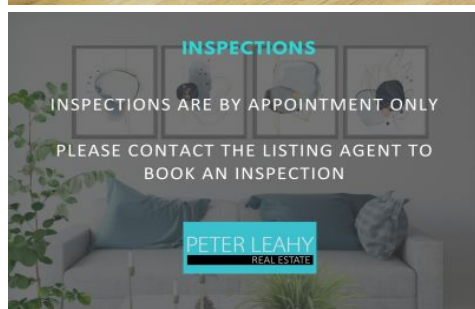 INSPECTIONS
INSPECTIONS ARE BY APPOINTMENT ONLY
PLEASE CONTACT THE LISTING AGENT TO
BOOK AN INSPECTION
PETER LEAHY
REAL ESTATE